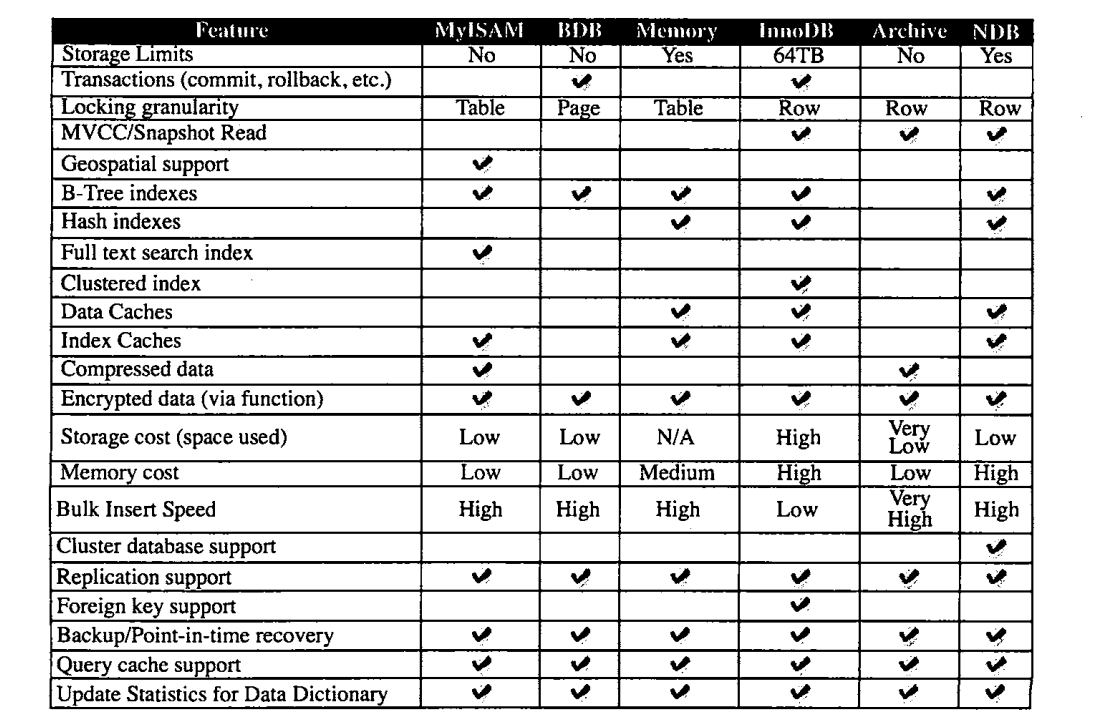 Feature MyISAM BDB Memory InnoDB Archive NDB
Storage Limits No No Yes 64TB No Yes
Transactions (commit, rollback, etc.) ✔ ✔
Locking granularity Table Page Table Row Row Row
MVCC/Snapshot Read ✔ ✔ ✔
Geospatial support ✔
B-Tree indexes ✔ ✔ ✔ ✔ ✔
Hash indexes ✔ ✔ ✔
Full text search index ✔
Clustered index ✔
Data Caches ✔ ✔ ✔
Index Caches ✔ ✔ ✔ ✔
Compressed data ✔ ✔
Encrypted data (via function) ✔ ✔ ✔ ✔ ✔ ✔
Storage cost (space used) Low Low N/A High Very Low Low
Memory cost Low Low Medium High Low High
Bulk Insert Speed High High High Low Very High High
Cluster database support ✔
Replication support ✔ ✔ ✔ ✔ ✔ ✔
Foreign key support ✔
Backup/Point-in-time recovery ✔ ✔ ✔ ✔ ✔ ✔
Query cache support ✔ ✔ ✔ ✔ ✔ ✔
Update Statistics for Data Dictionary ✔ ✔ ✔ ✔ ✔ ✔